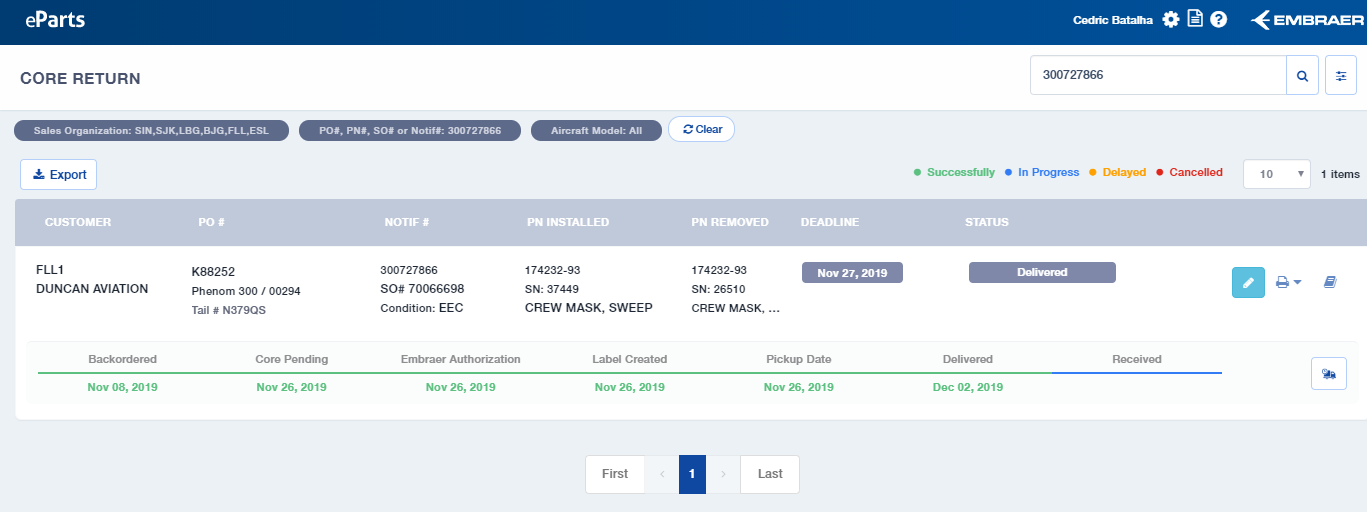 eParts
Cedric Batalha
EMBRAER
CORE RETURN
300727866
Sales Organization: SIN,SJK,LBG,BJG,FLL,ESL
PO#, PN#, SO# or Notif#: 300727866
Aircraft Model: All
Clear
Export
Successfully
In Progress
Delayed
Cancelled
10
1 items
CUSTOMER PO # NOTIF # PN INSTALLED PN REMOVED DEADLINE STATUS
FLL1
DUNCAN AVIATION
K88252
Phenom 300 / 00294
Tail # N379QS
300727866
SO# 70066698
Condition: EEC
174232-93
SN: 37449
CREW MASK, SWEEP
174232-93
SN: 26510
CREW MASK, ...
Nov 27, 2019
Delivered
Backordered Core Pending Embraer Authorization Label Created Pickup Date Delivered Received
Nov 08, 2019 Nov 26, 2019 Nov 26, 2019 Nov 26, 2019 Nov 26, 2019 Dec 02, 2019
First ‹ 1 › Last